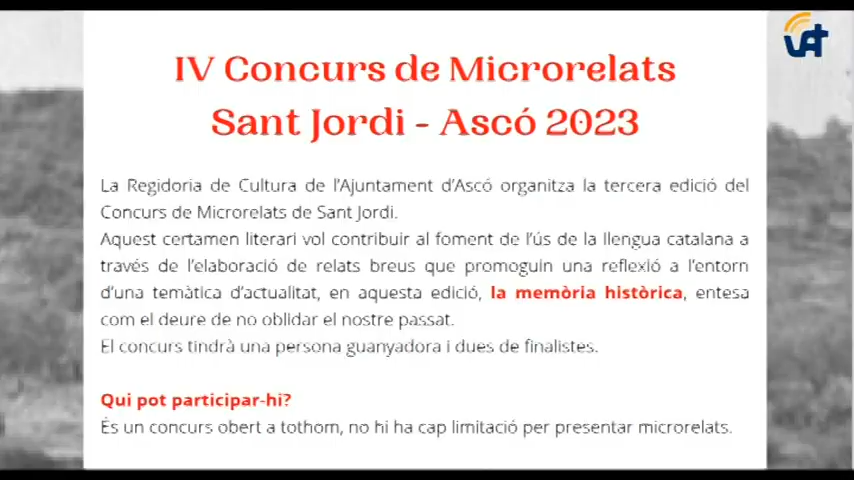 IV Concurs de Microrelats
Sant Jordi - Ascó 2023
La Regidoria de Cultura de l'Ajuntament d'Ascó organitza la tercera edició del
Concurs de Microrelats de Sant Jordi.
Aquest certamen literari vol contribuir al foment de l'ús de la llengua catalana a
través de l'elaboració de relats breus que promoguin una reflexió a l'entorn
d'una temàtica d'actualitat, en aquesta edició, la memòria històrica, entesa
com el deure de no oblidar el nostre passat.
El concurs tindrà una persona guanyadora i dues de finalistes.
Qui pot participar-hi?
És un concurs obert a tothom, no hi ha cap limitació per presentar microrelats.